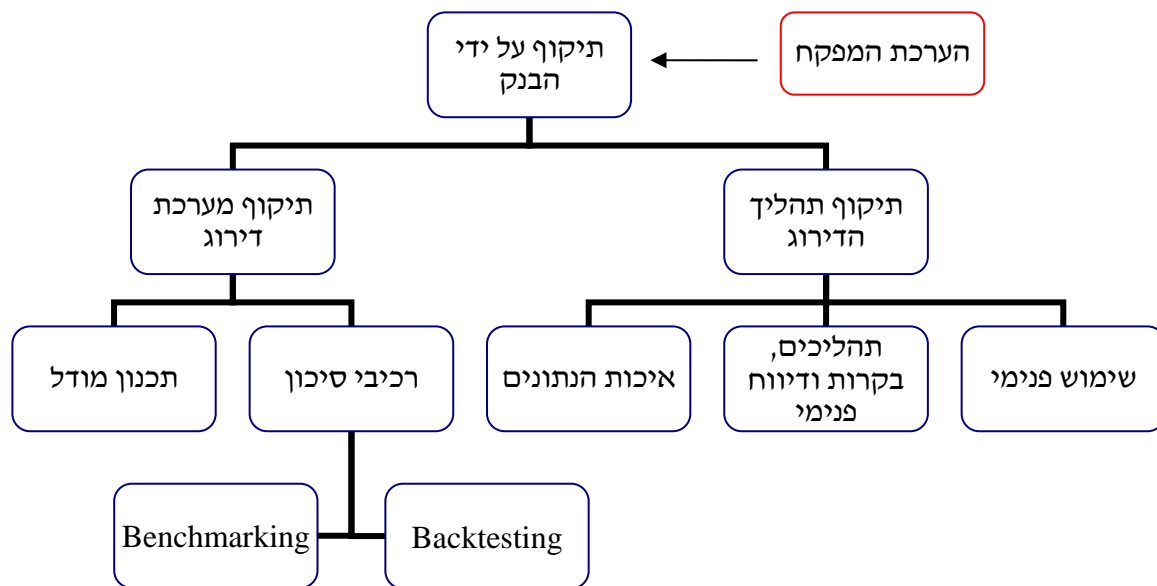 הערכת המפקח
תיקוף על ידי
הבנק
תיקוף תהליך
הדירוג
תיקוף מערכת
דירוג
שימוש פנימי
תהליכים,
בקרות ודיווח
פנימי
איכות הנתונים
רכיבי סיכון
תכנון מודל
Backtesting
Benchmarking